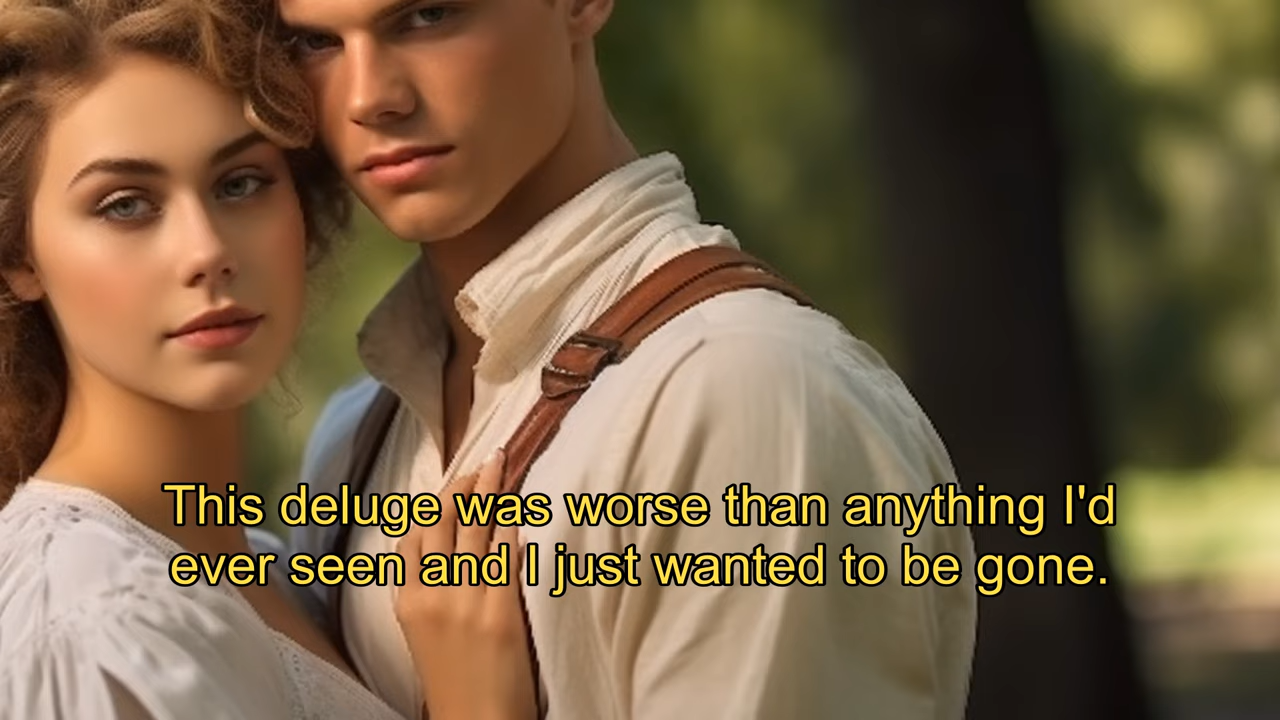 This deluge was worse than anything I'd
ever seen and I just wanted to be gone.